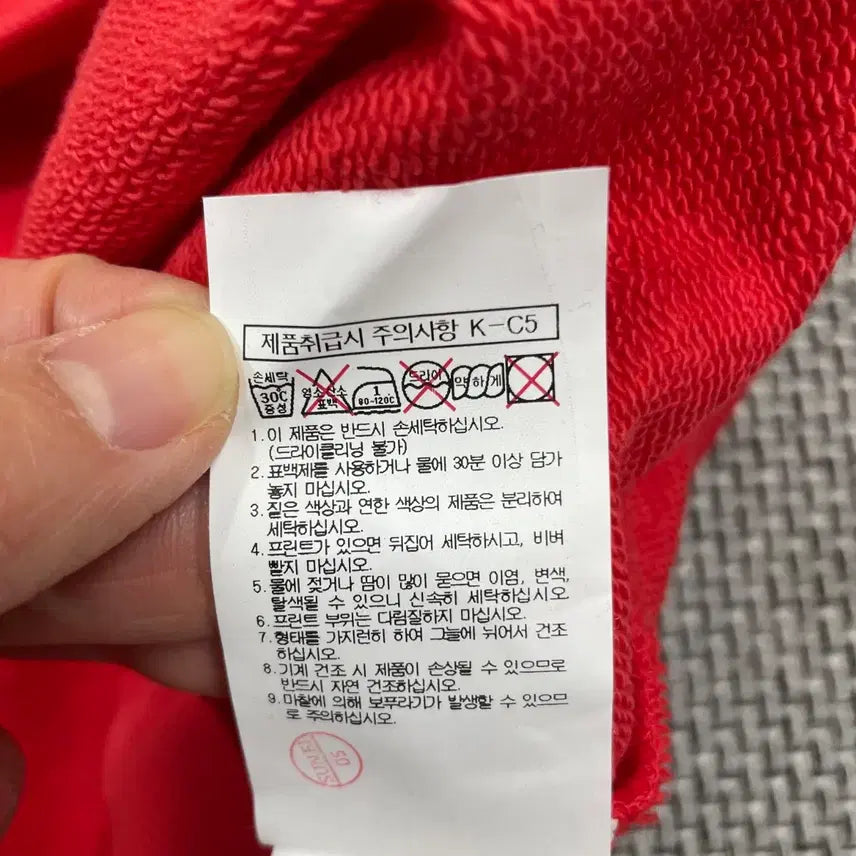 제품취급시 주의사항 K-C5
손세탁
30℃
중성
염소산소
표백
1
80-120℃
드라이
약하게
1. 이 제품은 반드시 손세탁하십시오.
(드라이클리닝 불가)
2. 표백제를 사용하거나 물에 30분 이상 담가
놓지 마십시오.
3. 짙은 색상과 연한 색상의 제품은 분리하여
세탁하십시오.
4. 프린트가 있으면 뒤집어 세탁하시고, 비벼
빨지 마십시오.
5. 물에 젖거나 땀이 많이 묻으면 이염, 변색,
탈색될 수 있으니 신속히 세탁하십시오
6. 프린트 부위는 다림질하지 마십시오.
7. 형태를 가지런히 하여 그늘에 뉘어서 건조
하십시오.
8. 기계 건조 시 제품이 손상될 수 있으므로
반드시 자연 건조하십시오.
9. 마찰에 의해 보푸라기가 발생할 수 있으므
로 주의하십시오.
05